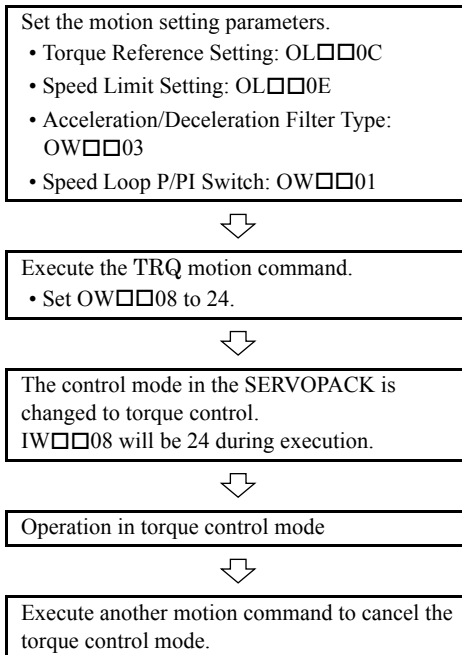 Set the motion setting parameters.
• Torque Reference Setting: OL□□0C
• Speed Limit Setting: OL□□0E
• Acceleration/Deceleration Filter Type:
OW□□03
• Speed Loop P/PI Switch: OW□□01
Execute the TRQ motion command.
• Set OW□□08 to 24.
The control mode in the SERVOPACK is
changed to torque control.
IW□□08 will be 24 during execution.
Operation in torque control mode
Execute another motion command to cancel the
torque control mode.